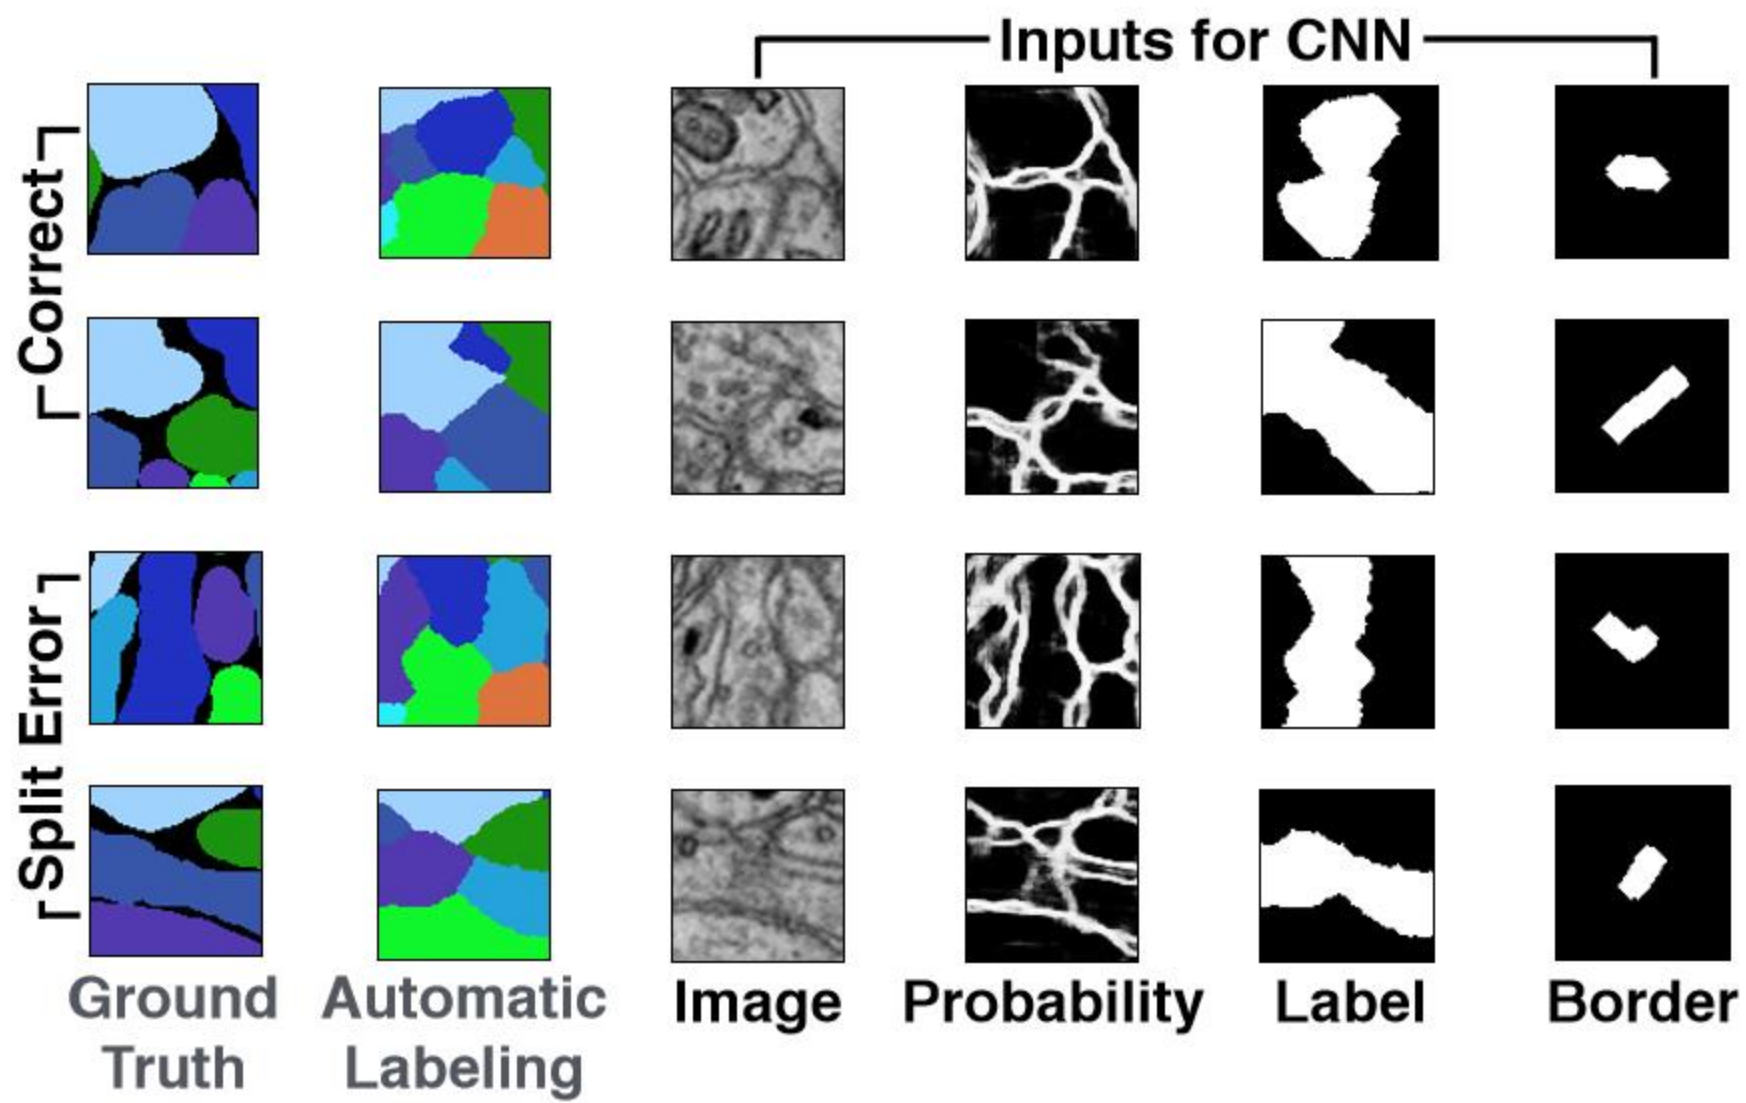 Inputs for CNN
Correct
Split Error
Ground
Truth
Automatic
Labeling
Image
Probability
Label
Border